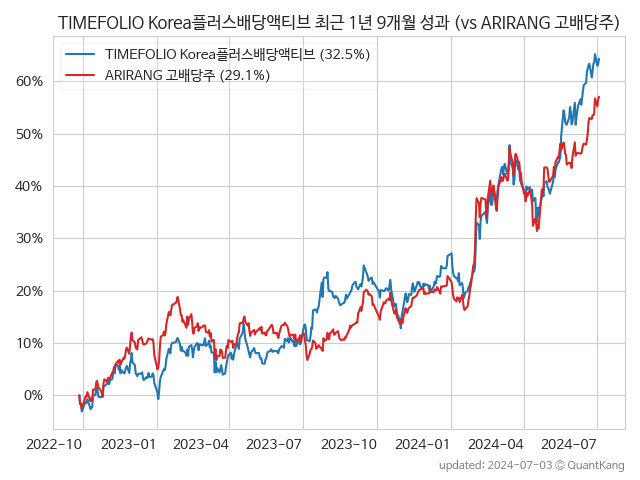 TIMEFOLIO Korea플러스배당액티브 최근 1년 9개월 성과 (vs ARIRANG 고배당주)
TIMEFOLIO Korea플러스배당액티브 (32.5%)
ARIRANG 고배당주 (29.1%)
60%
50%
40%
30%
20%
10%
0%
2022-10 2023-01 2023-04 2023-07 2023-10 2024-01 2024-04 2024-07
updated: 2024-07-03 © QuantKang